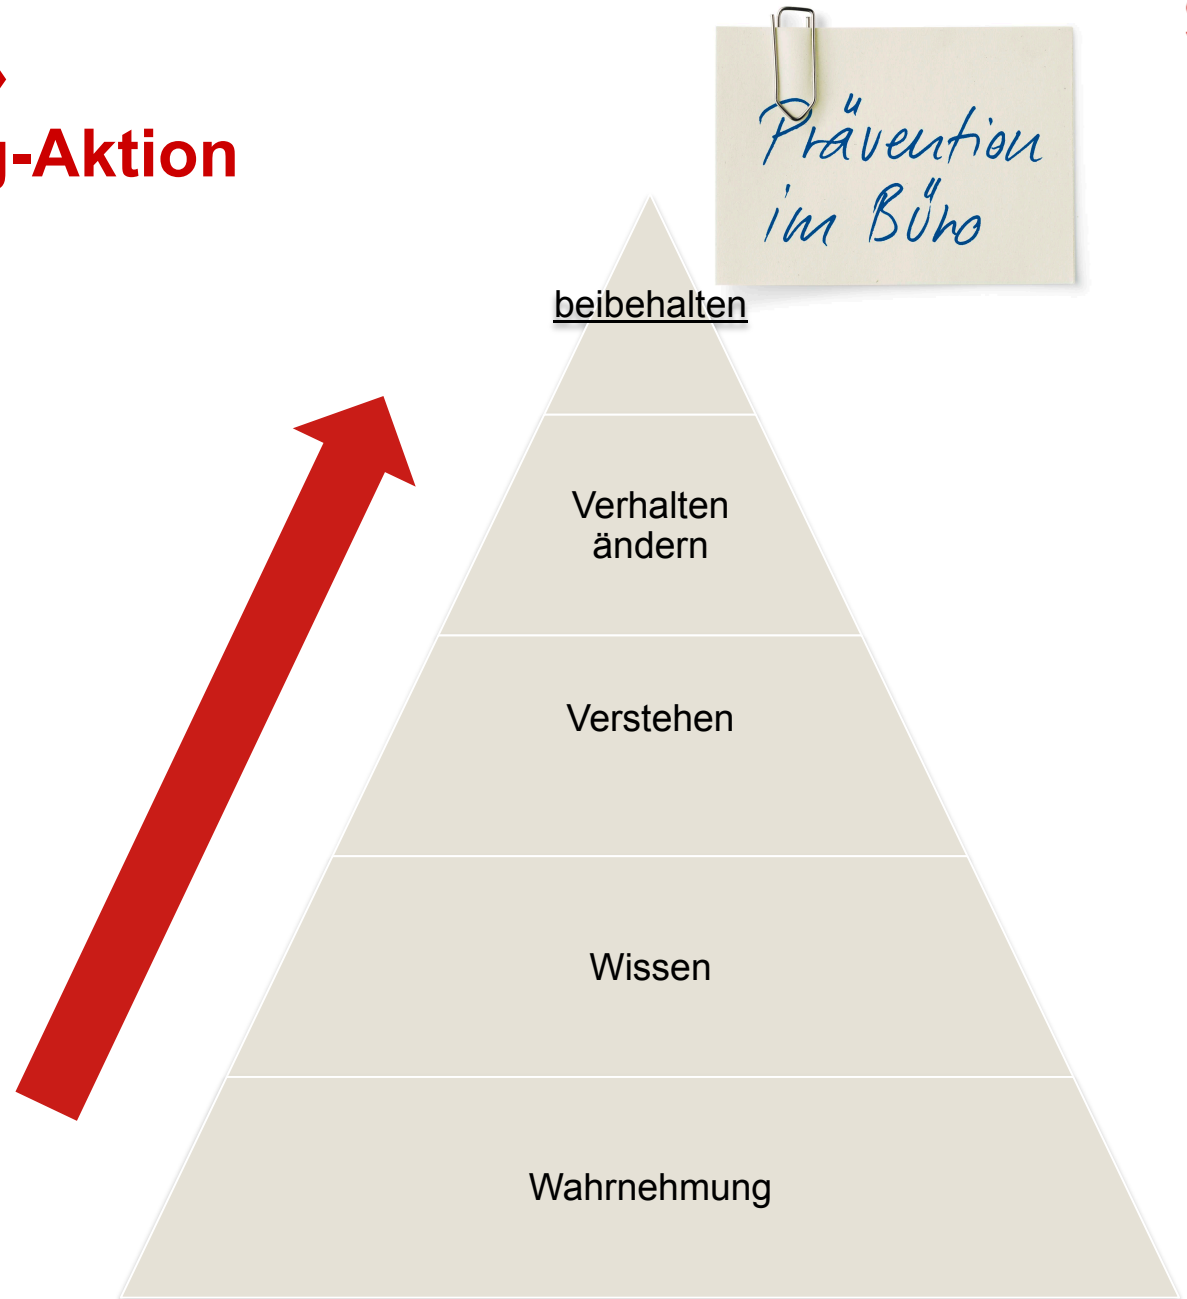 g-Aktion
Prävention
im Büro
beibehalten
Verhalten
ändern
Verstehen
Wissen
Wahrnehmung